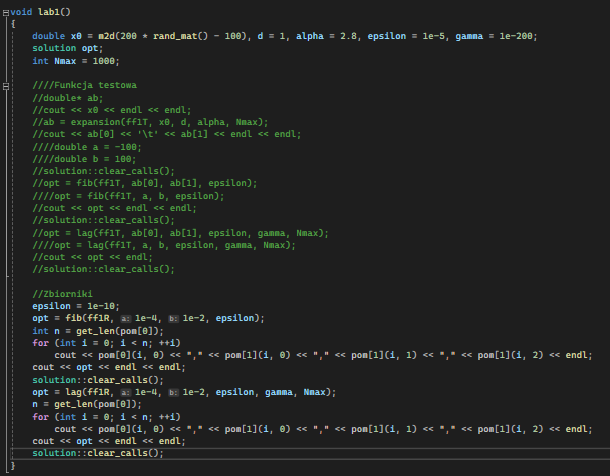 void lab1()
{
double x0 = m2d(200 * rand_mat() - 100), d = 1, alpha = 2.8, epsilon = 1e-5, gamma = 1e-200;
solution opt;
int Nmax = 1000;
////Funkcja testowa
//double* ab;
//cout << x0 << endl << endl;
//ab = expansion(ff1T, x0, d, alpha, Nmax);
//cout << ab[0] << '\t' << ab[1] << endl << endl;
////double a = -100;
////double b = 100;
//solution::clear_calls();
//opt = fib(ff1T, ab[0], ab[1], epsilon);
////opt = fib(ff1T, a, b, epsilon);
//cout << opt << endl << endl;
//solution::clear_calls();
//opt = lag(ff1T, ab[0], ab[1], epsilon, gamma, Nmax);
////opt = lag(ff1T, a, b, epsilon, gamma, Nmax);
//cout << opt << endl;
//solution::clear_calls();
//Zbiorniki
epsilon = 1e-10;
opt = fib(ff1R, a: 1e-4, b: 1e-2, epsilon);
int n = get_len(pom[0]);
for (int i = 0; i < n; ++i)
cout << pom[0](i, 0) << "," << pom[1](i, 0) << "," << pom[1](i, 1) << "," << pom[1](i, 2) << endl;
cout << opt << endl << endl;
solution::clear_calls();
opt = lag(ff1R, a: 1e-4, b: 1e-2, epsilon, gamma, Nmax);
n = get_len(pom[0]);
for (int i = 0; i < n; ++i)
cout << pom[0](i, 0) << "," << pom[1](i, 0) << "," << pom[1](i, 1) << "," << pom[1](i, 2) << endl;
cout << opt << endl << endl;
solution::clear_calls();
}